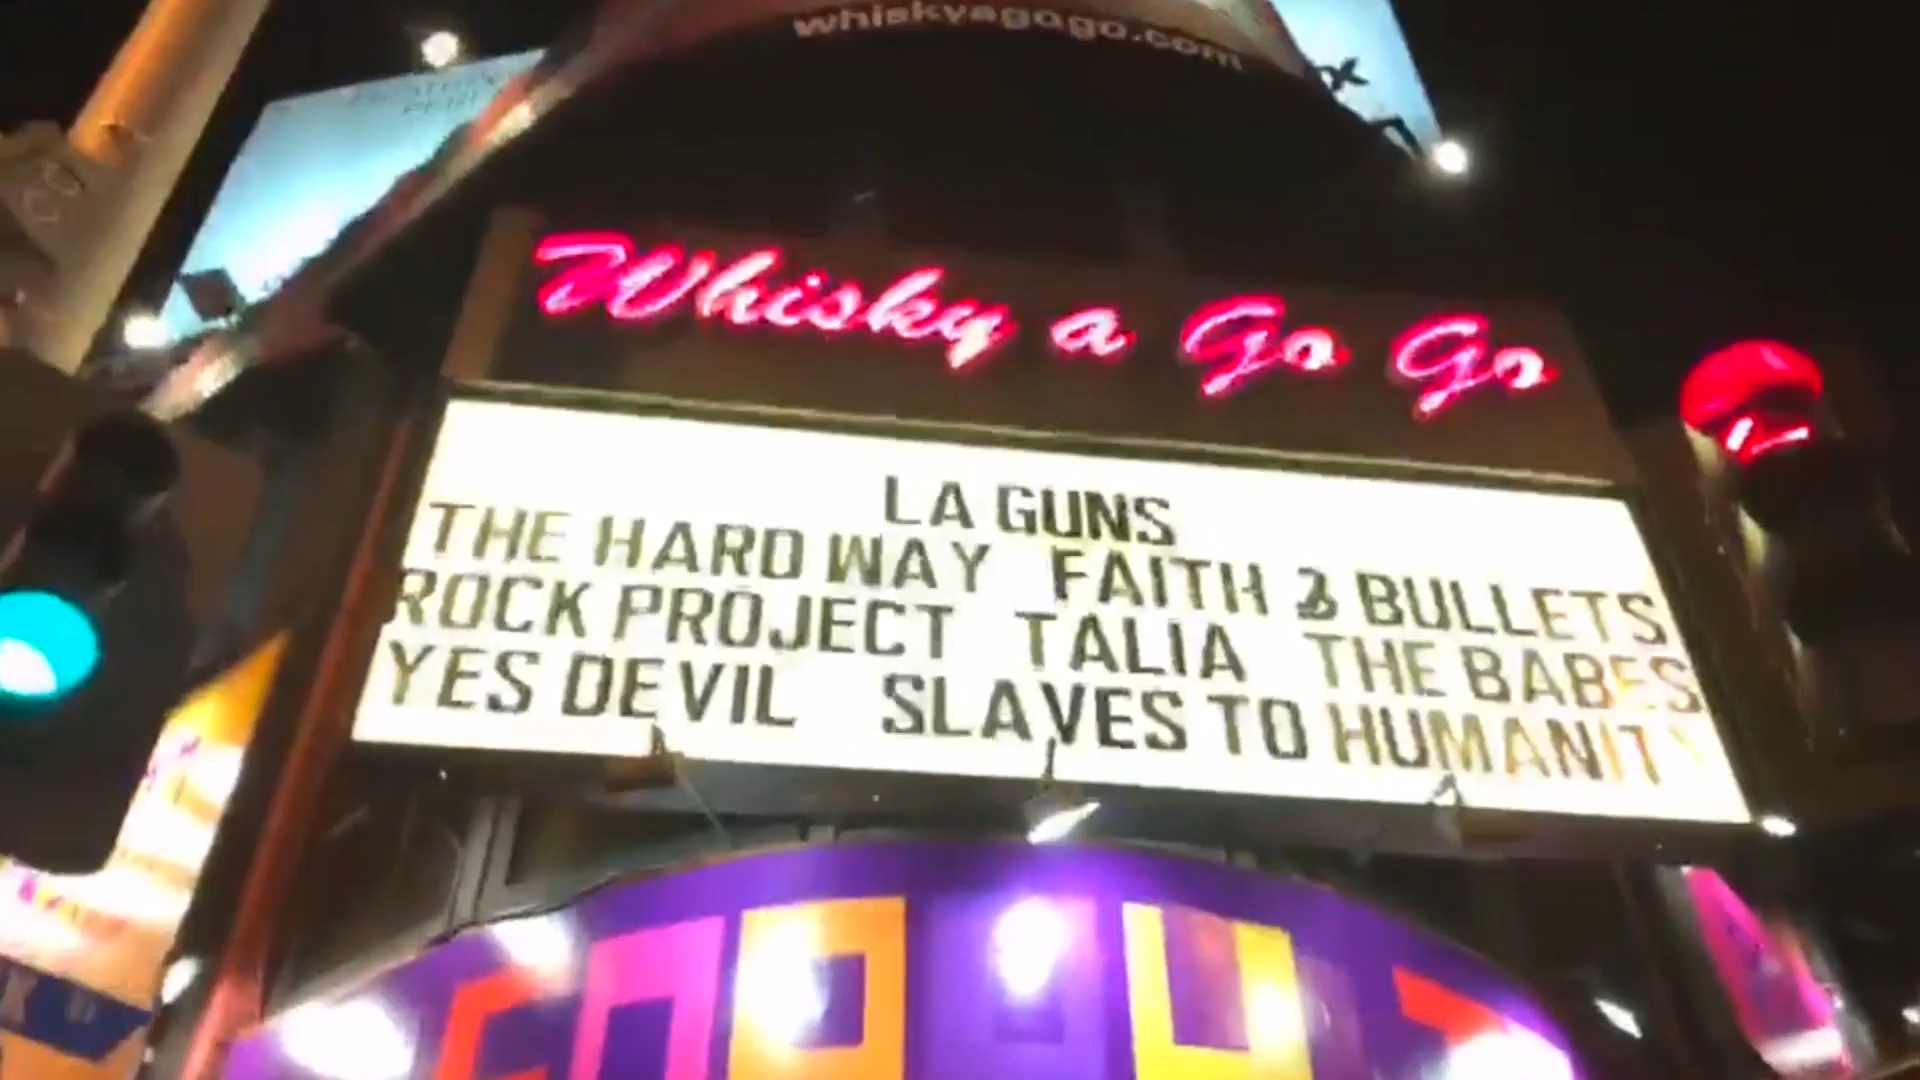 whiskyagogo.com
Whisky a Go Go
LA GUNS
THE HARD WAY FAITH & BULLETS
ROCK PROJECT TALIA THE BABES
YES DEVIL SLAVES TO HUMANITY